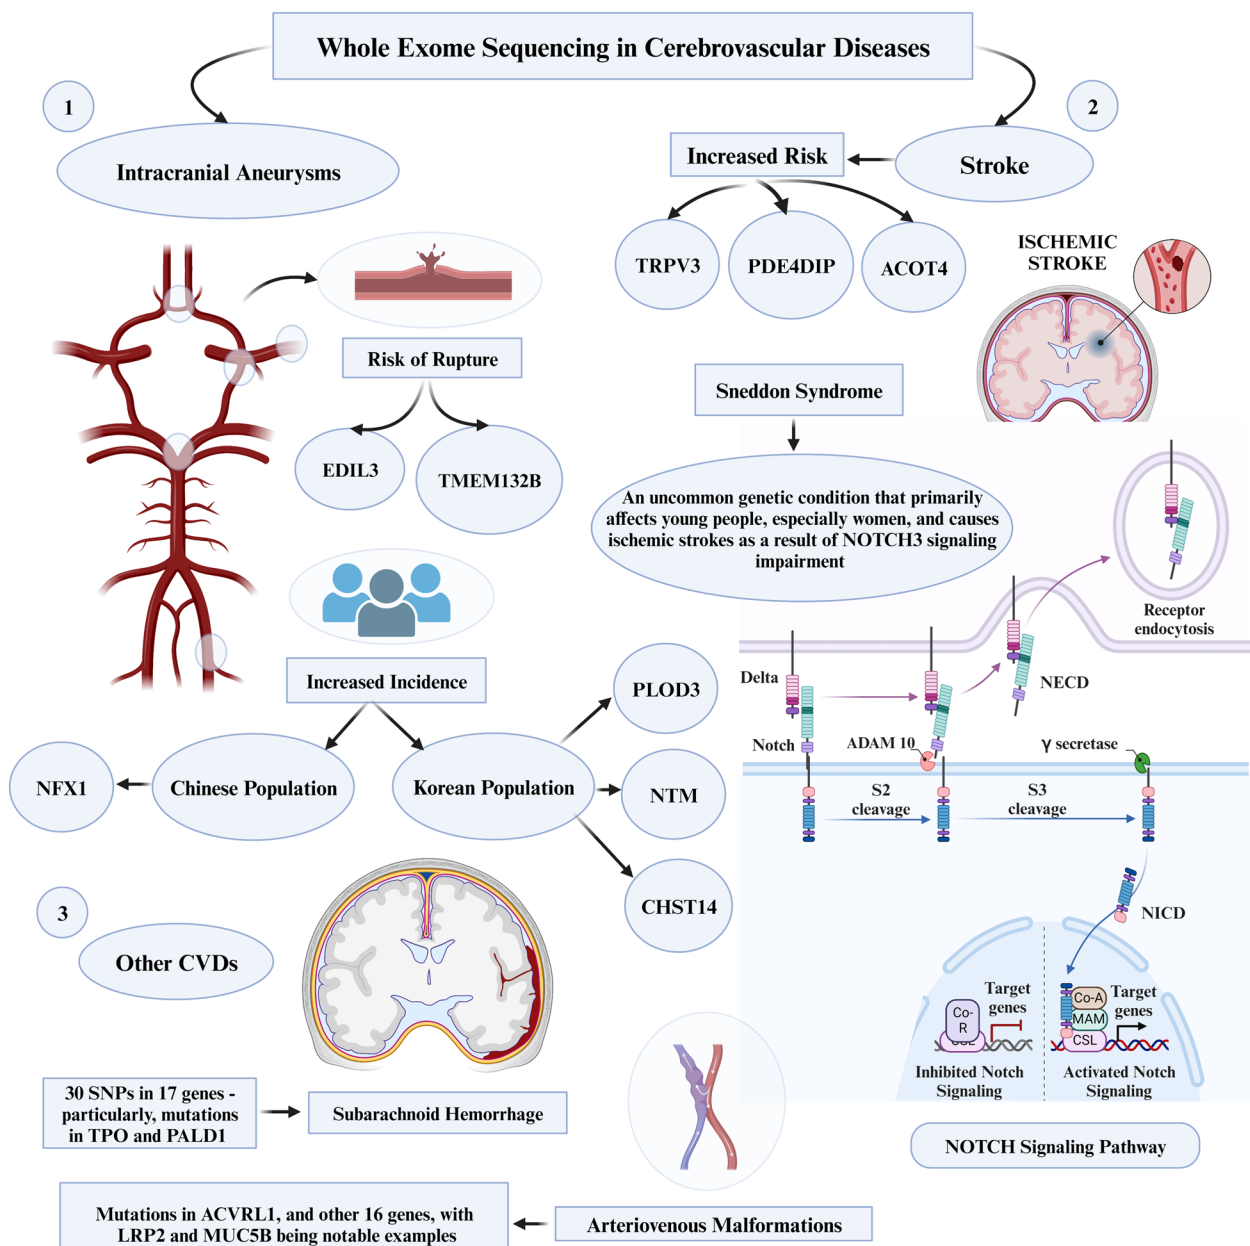 Whole Exome Sequencing in Cerebrovascular Diseases
1
Intracranial Aneurysms
Risk of Rupture
EDIL3
TMEM132B
Increased Incidence
Chinese Population
NFX1
Korean Population
PLOD3
NTM
CHST14
2
Stroke
Increased Risk
TRPV3
PDE4DIP
ACOT4
ISCHEMIC
STROKE
Sneddon Syndrome
An uncommon genetic condition that primarily
affects young people, especially women, and causes
ischemic strokes as a result of NOTCH3 signaling
impairment
Receptor
endocytosis
Delta
NECD
Notch
ADAM 10
γ secretase
S2
cleavage
S3
cleavage
NICD
Co-
R
Target
genes
Inhibited Notch
Signaling
Co-A
MAM
CSL
Target
genes
Activated Notch
Signaling
NOTCH Signaling Pathway
3
Other CVDs
30 SNPs in 17 genes -
particularly, mutations
in TPO and PALD1
Subarachnoid Hemorrhage
Arteriovenous Malformations
Mutations in ACVRL1, and other 16 genes, with
LRP2 and MUC5B being notable examples